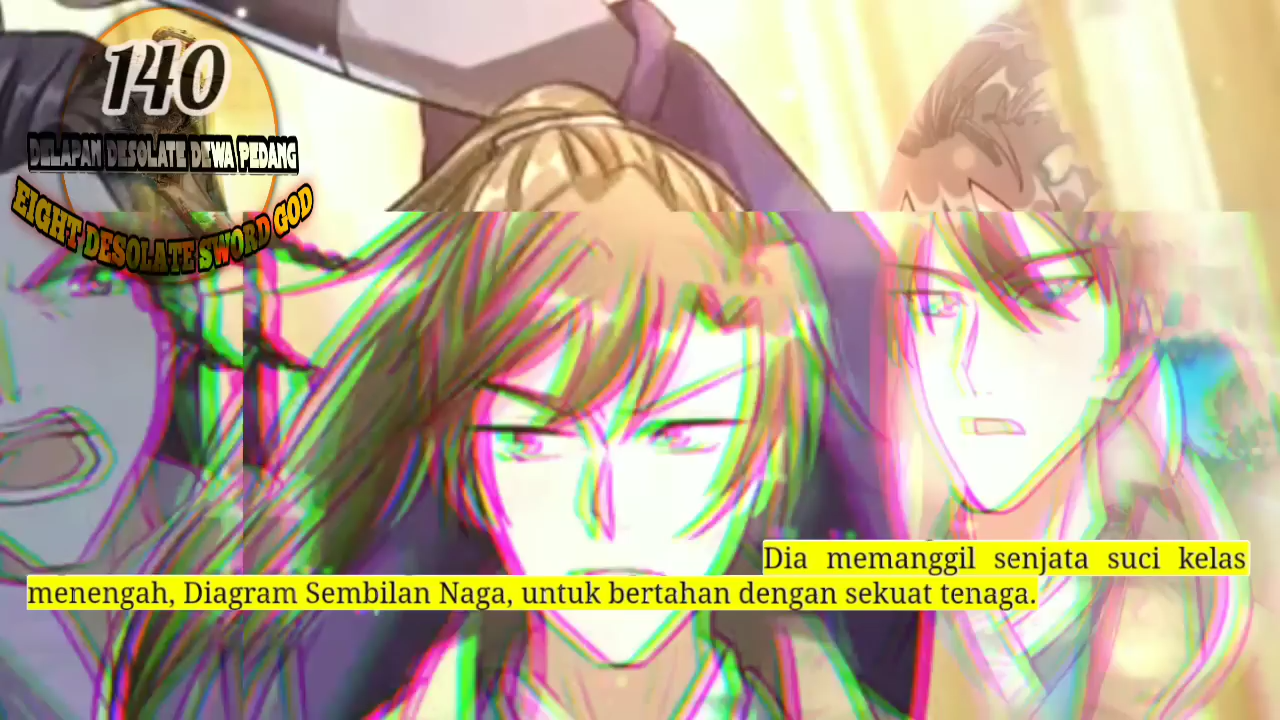 140
DELAPAN DESOLATE DEWA PEDANG
EIGHT DESOLATE SWORD GOD
Dia memanggil senjata suci kelas
menengah, Diagram Sembilan Naga, untuk bertahan dengan sekuat tenaga.